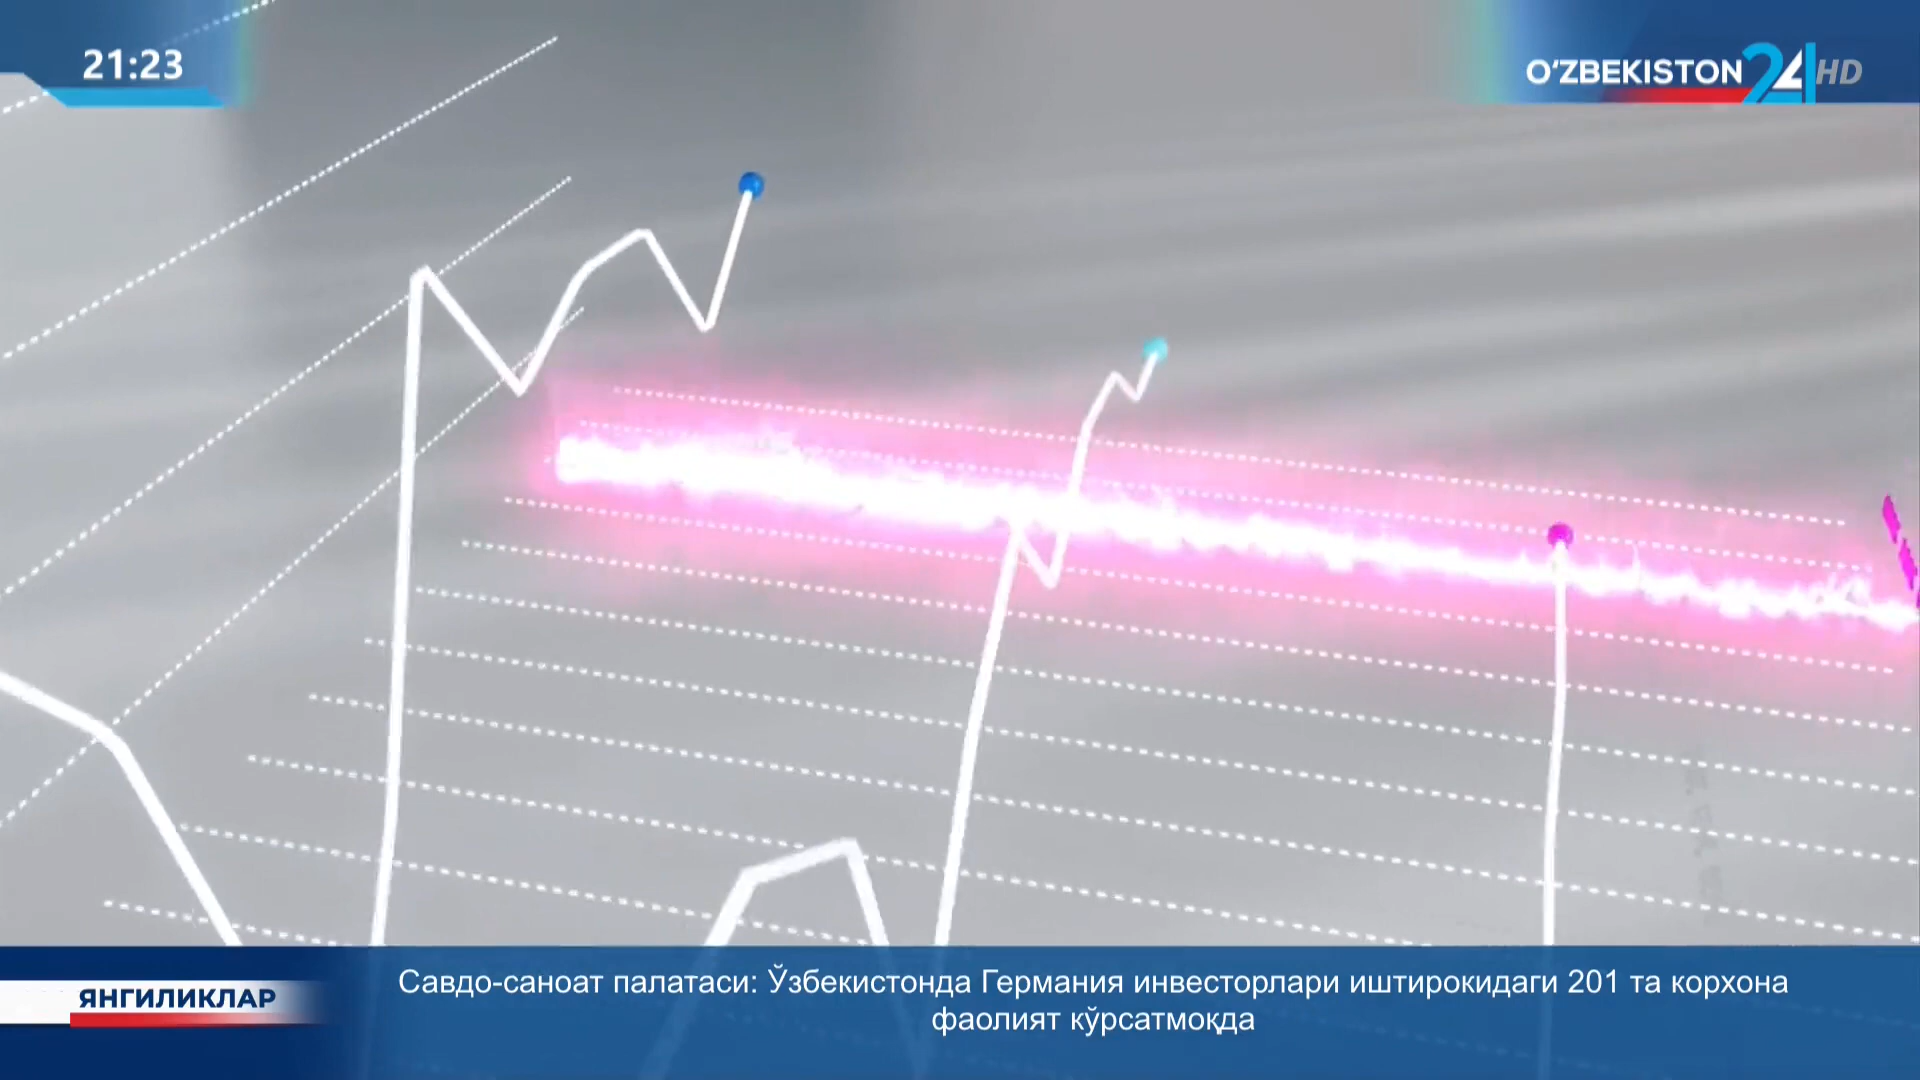 21:23
O‘ZBEKISTON 24 HD
ЯНГИЛИКЛАР
Савдо-саноат палатаси: Ўзбекистонда Германия инвесторлари иштирокидаги 201 та корхона
фаолият кўрсатмоқда